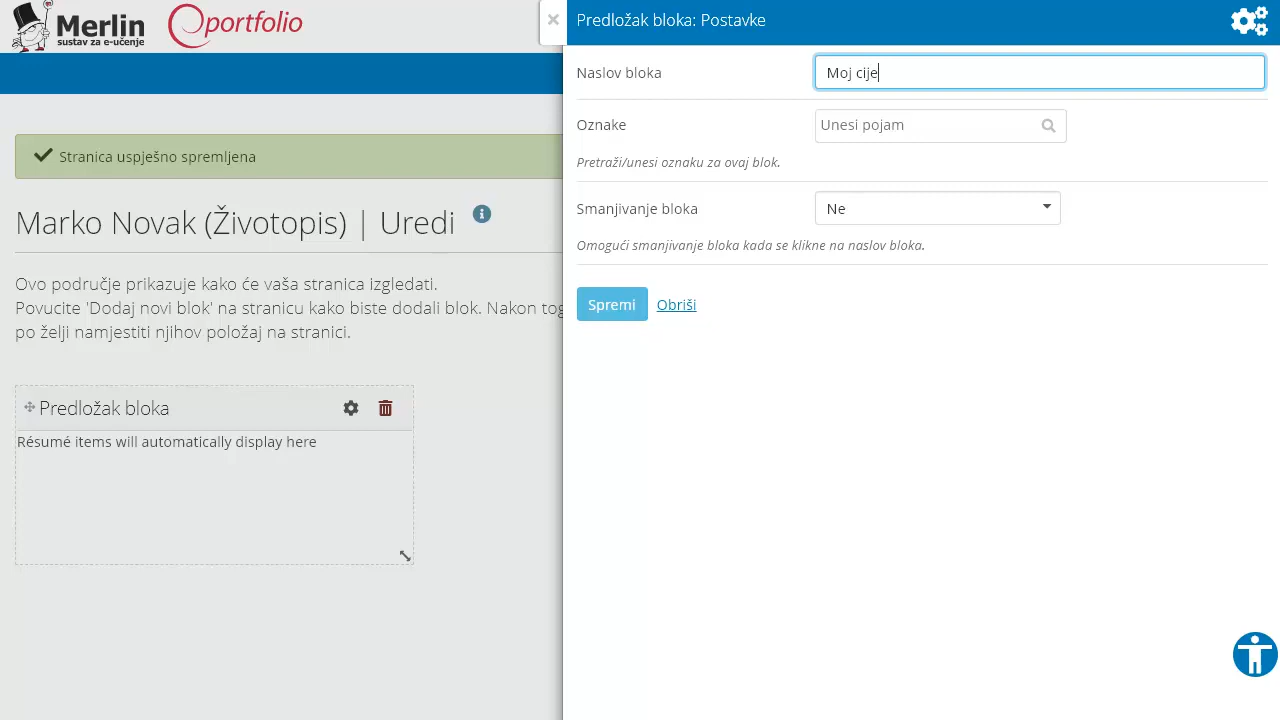 Merlin
sustav za e-učenje
portfolio
×
Predložak bloka: Postavke
Naslov bloka
Moj cije
Oznake
Unesi pojam
Pretraži/unesi oznaku za ovaj blok.
Smanjivanje bloka
Ne
Omogući smanjivanje bloka kada se klikne na naslov bloka.
Spremi
Obriši
Stranica uspješno spremljena
Marko Novak (Životopis) | Uredi
Ovo područje prikazuje kako će vaša stranica izgledati.
Povucite 'Dodaj novi blok' na stranicu kako biste dodali blok. Nakon tog
po želji namjestiti njihov položaj na stranici.
Predložak bloka
Résumé items will automatically display here